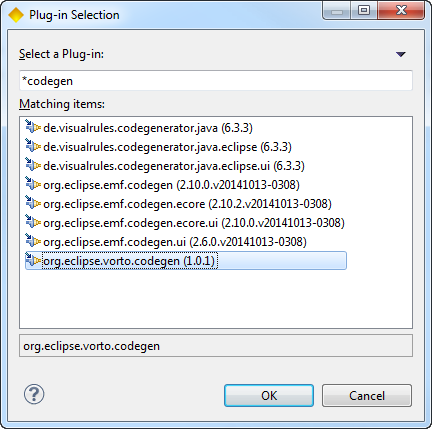 Plug-in Selection
Select a Plug-in:
*codegen
Matching items:
de.visualrules.codegenerator.java (6.3.3)
de.visualrules.codegenerator.java.eclipse (6.3.3)
de.visualrules.codegenerator.java.eclipse.ui (6.3.3)
org.eclipse.emf.codegen (2.10.0.v20141013-0308)
org.eclipse.emf.codegen.ecore (2.10.2.v20141013-0308)
org.eclipse.emf.codegen.ecore.ui (2.10.0.v20141013-0308)
org.eclipse.emf.codegen.ui (2.6.0.v20141013-0308)
org.eclipse.vorto.codegen (1.0.1)
org.eclipse.vorto.codegen
? OK Cancel